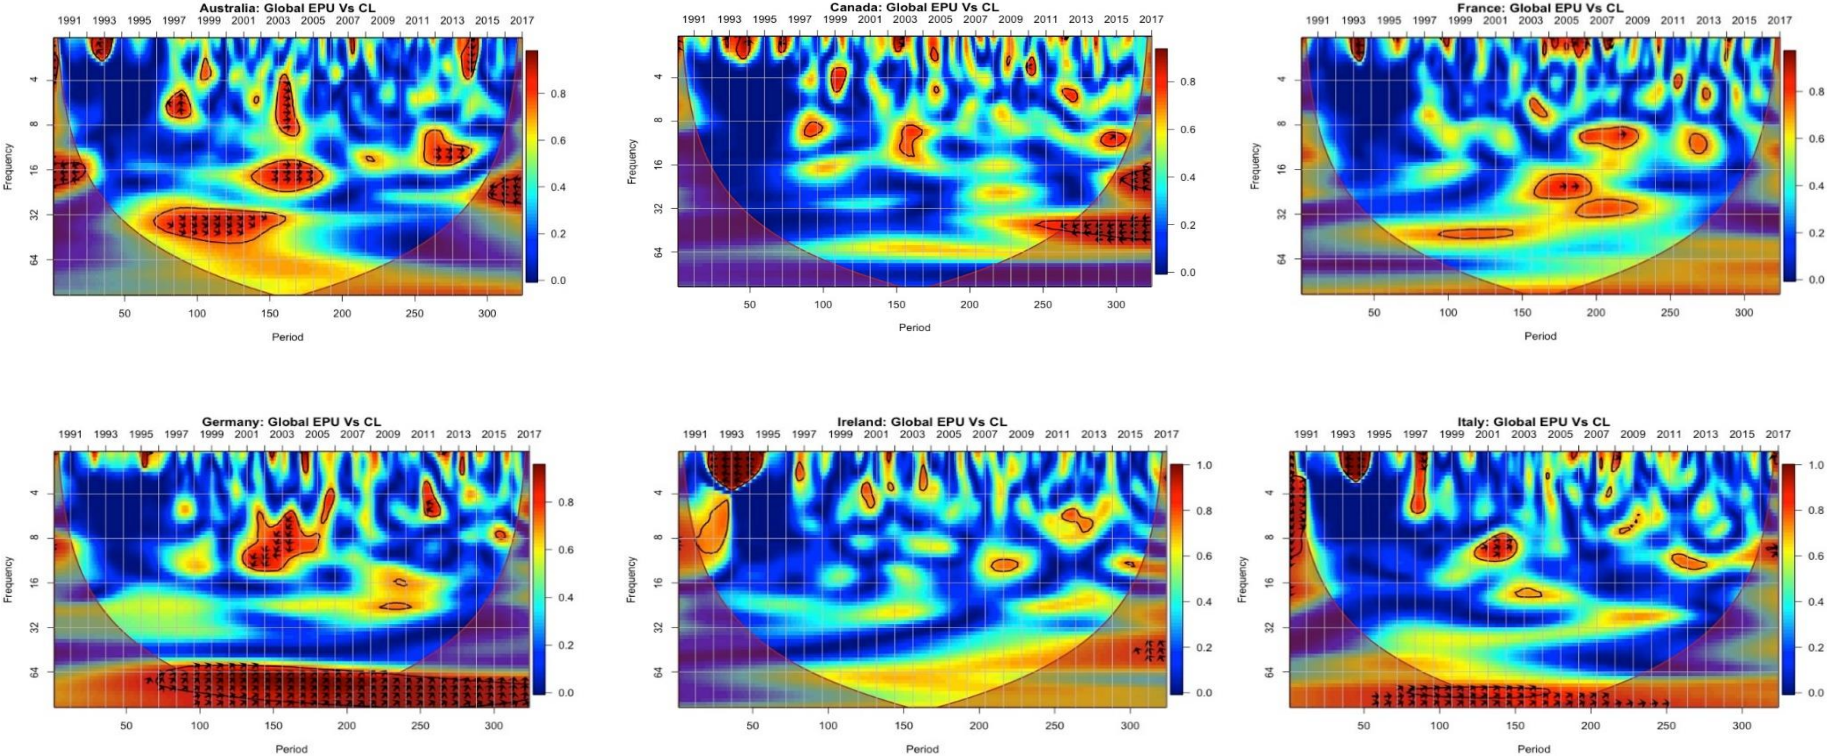 Australia: Global EPU Vs CL
1991 1993 1995 1997 1999 2001 2003 2005 2007 2009 2011 2013 2015 2017
Frequency
4
8
16
32
64
0.8
0.6
0.4
0.2
0.0
50 100 150 200 250 300
Period
Canada: Global EPU Vs CL
1991 1993 1995 1997 1999 2001 2003 2005 2007 2009 2011 2013 2015 2017
Frequency
4
8
16
32
64
0.8
0.6
0.4
0.2
0.0
50 100 150 200 250 300
Period
France: Global EPU Vs CL
1991 1993 1995 1997 1999 2001 2003 2005 2007 2009 2011 2013 2015 2017
Frequency
4
8
16
32
64
0.8
0.6
0.4
0.2
0.0
50 100 150 200 250 300
Period
Germany: Global EPU Vs CL
1991 1993 1995 1997 1999 2001 2003 2005 2007 2009 2011 2013 2015 2017
Frequency
4
8
16
32
64
0.8
0.6
0.4
0.2
0.0
50 100 150 200 250 300
Period
Ireland: Global EPU Vs CL
1991 1993 1995 1997 1999 2001 2003 2005 2007 2009 2011 2013 2015 2017
Frequency
4
8
16
32
64
1.0
0.8
0.6
0.4
0.2
0.0
50 100 150 200 250 300
Period
Italy: Global EPU Vs CL
1991 1993 1995 1997 1999 2001 2003 2005 2007 2009 2011 2013 2015 2017
Frequency
4
8
16
32
64
1.0
0.8
0.6
0.4
0.2
0.0
50 100 150 200 250 300
Period